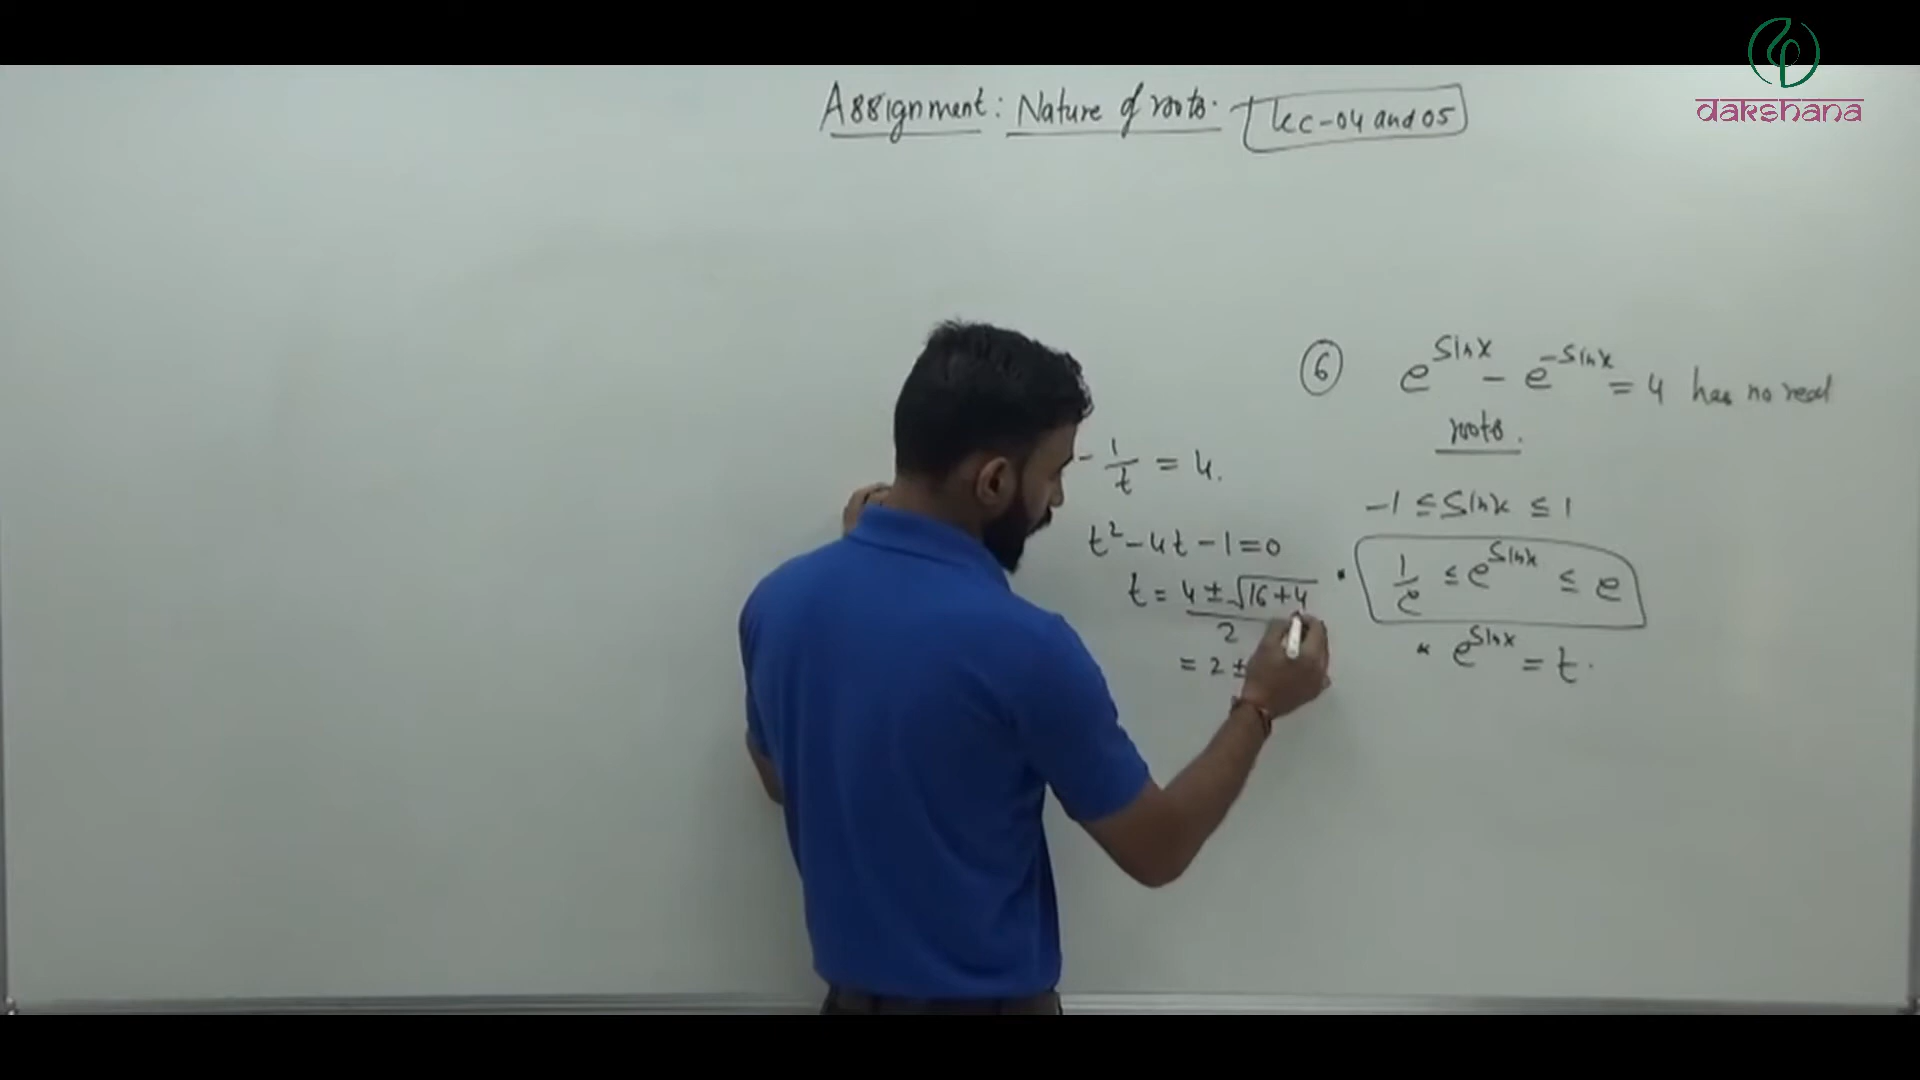 dakshana
Assignment: Nature of roots. Lec-04 and 05
⑥ e^{sinx} - e^{-sinx} = 4 has no real
roots.
- 1/t = 4.
-1 ≤ sinx ≤ 1
t² - 4t - 1 = 0
• 1/e ≤ e^{sinx} ≤ e
t = (4 ± √16+4)/2
* e^{sinx} = t.
= 2 ±